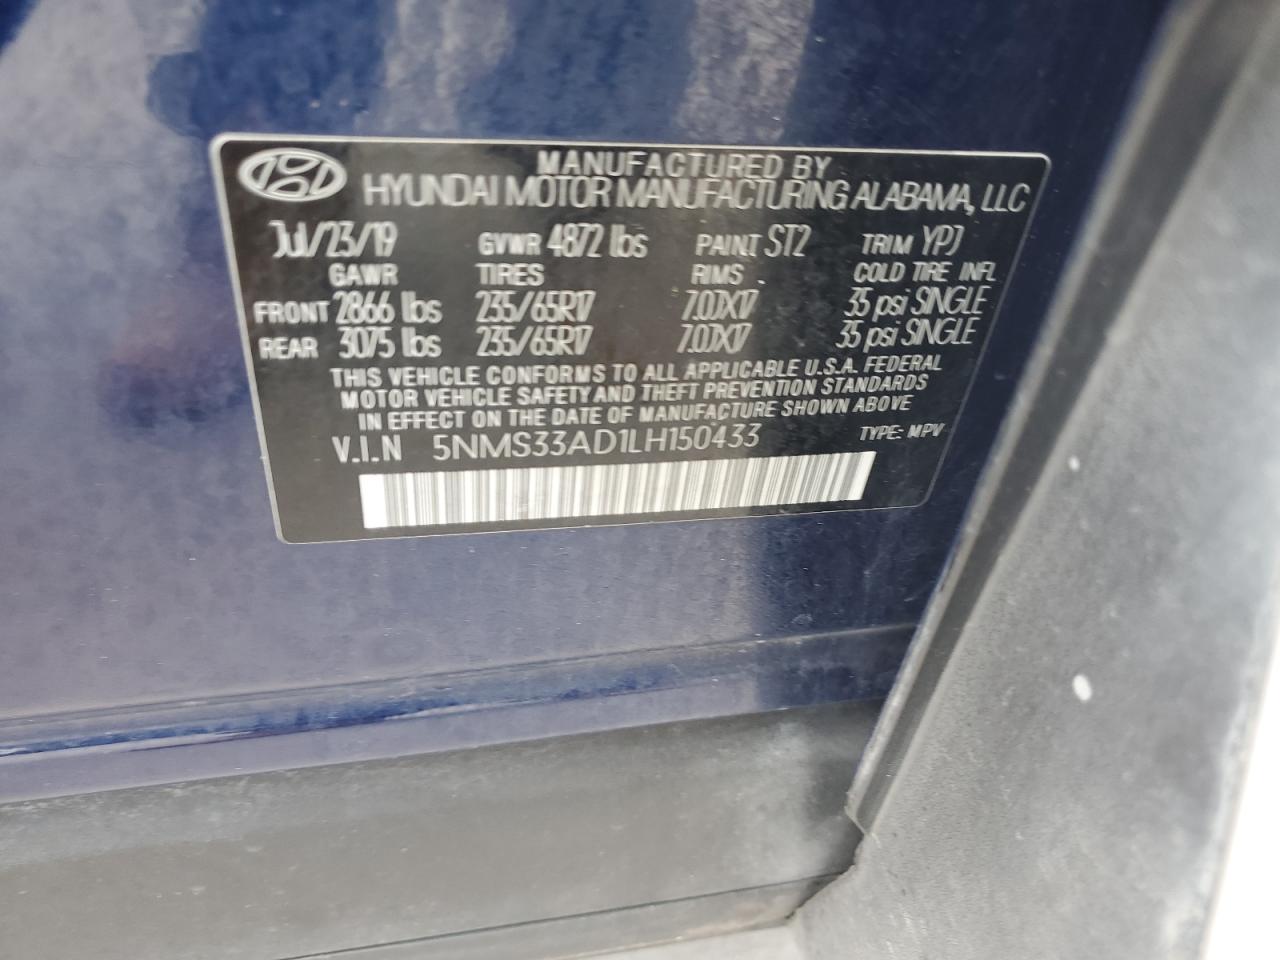 MANUFACTURED BY
HYUNDAI MOTOR MANUFACTURING ALABAMA, LLC
Jul/23/19 GVWR 4872 lbs PAINT ST2 TRIM YPJ
GAWR TIRES RIMS COLD TIRE INFL
FRONT 2866 lbs 235/65R17 7.0JX17 35 psi SINGLE
REAR 3075 lbs 235/65R17 7.0JX17 35 psi SINGLE
THIS VEHICLE CONFORMS TO ALL APPLICABLE U.S.A. FEDERAL
MOTOR VEHICLE SAFETY AND THEFT PREVENTION STANDARDS
IN EFFECT ON THE DATE OF MANUFACTURE SHOWN ABOVE
V.I.N 5NMS33AD1LH150433 TYPE: MPV